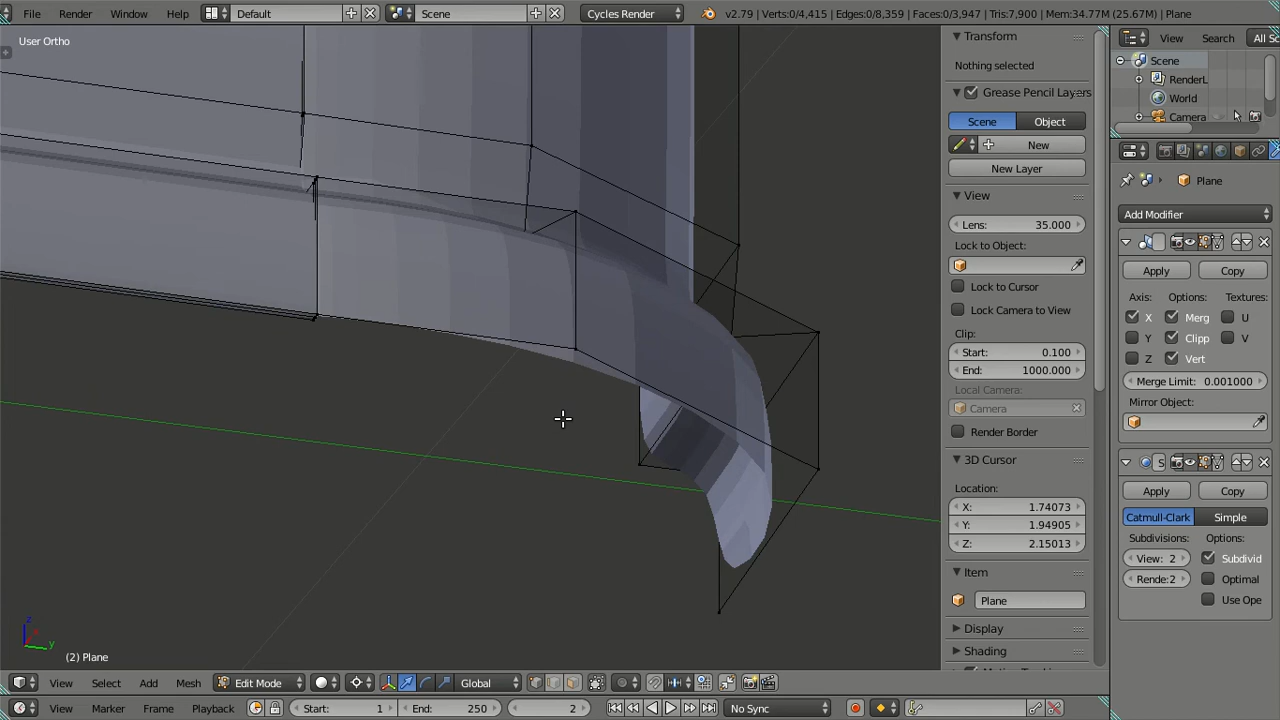 File Render Window Help Default Scene Cycles Render v2.79 | Verts:0/4,415 | Edges:0/8,359 | Faces:0/3,947 | Tris:7,900 | Mem:34.77M (25.67M) | Plane
User Ortho
Transform
Nothing selected
Grease Pencil Layers
Scene Object
New
New Layer
View
Lens: 35.000
Lock to Object:
Lock to Cursor
Lock Camera to View
Clip:
Start: 0.100
End: 1000.000
Local Camera:
Camera
Render Border
3D Cursor
Location:
X: 1.74073
Y: 1.94905
Z: 2.15013
Item
Plane
Display
Shading
View Search All Sc
Scene
RenderL
World
Camera
Plane
Add Modifier
Apply Copy
Axis: Options: Textures:
X Merg U
Y Clipp V
Z Vert
Merge Limit: 0.001000
Mirror Object:
S
Apply Copy
Catmull-Clark Simple
Subdivisions: Options:
View: 2 Subdivid
Rende:2 Optimal
Use Ope
z
x
y
(2) Plane
View Select Add Mesh Edit Mode Global
View Marker Frame Playback Start: 1 End: 250 2 No Sync